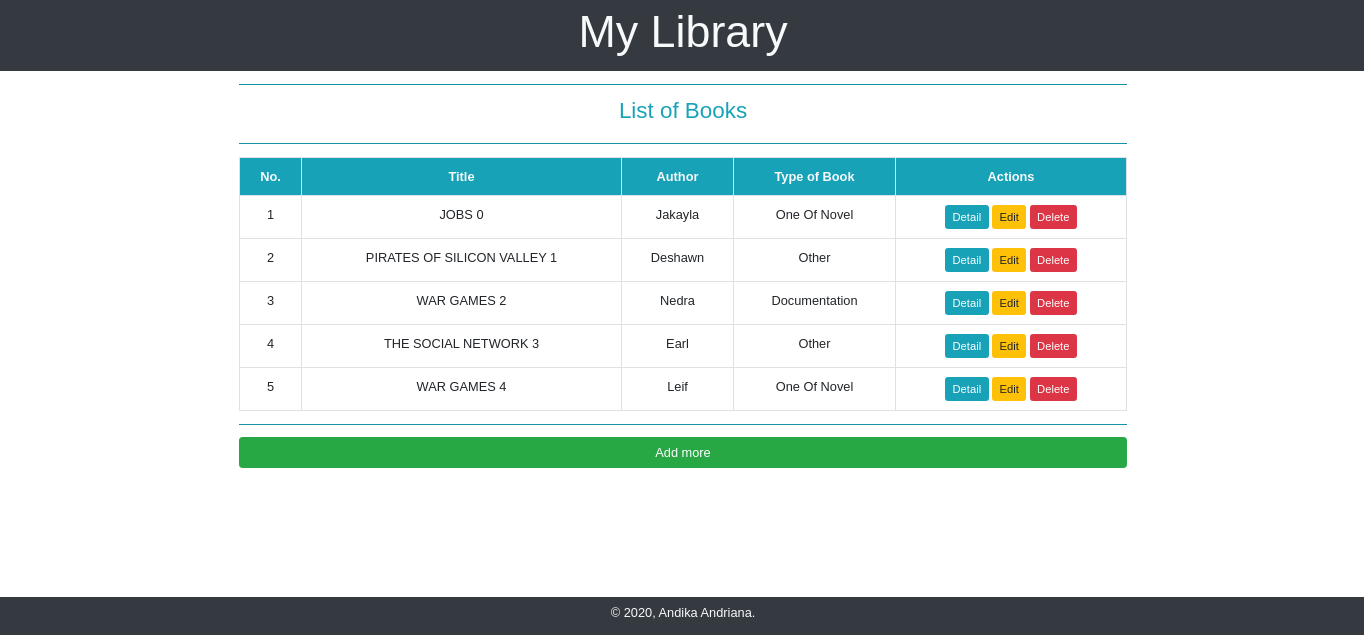 My Library
List of Books
No. Title Author Type of Book Actions
1 JOBS 0 Jakayla One Of Novel Detail Edit Delete
2 PIRATES OF SILICON VALLEY 1 Deshawn Other Detail Edit Delete
3 WAR GAMES 2 Nedra Documentation Detail Edit Delete
4 THE SOCIAL NETWORK 3 Earl Other Detail Edit Delete
5 WAR GAMES 4 Leif One Of Novel Detail Edit Delete
Add more
© 2020, Andika Andriana.